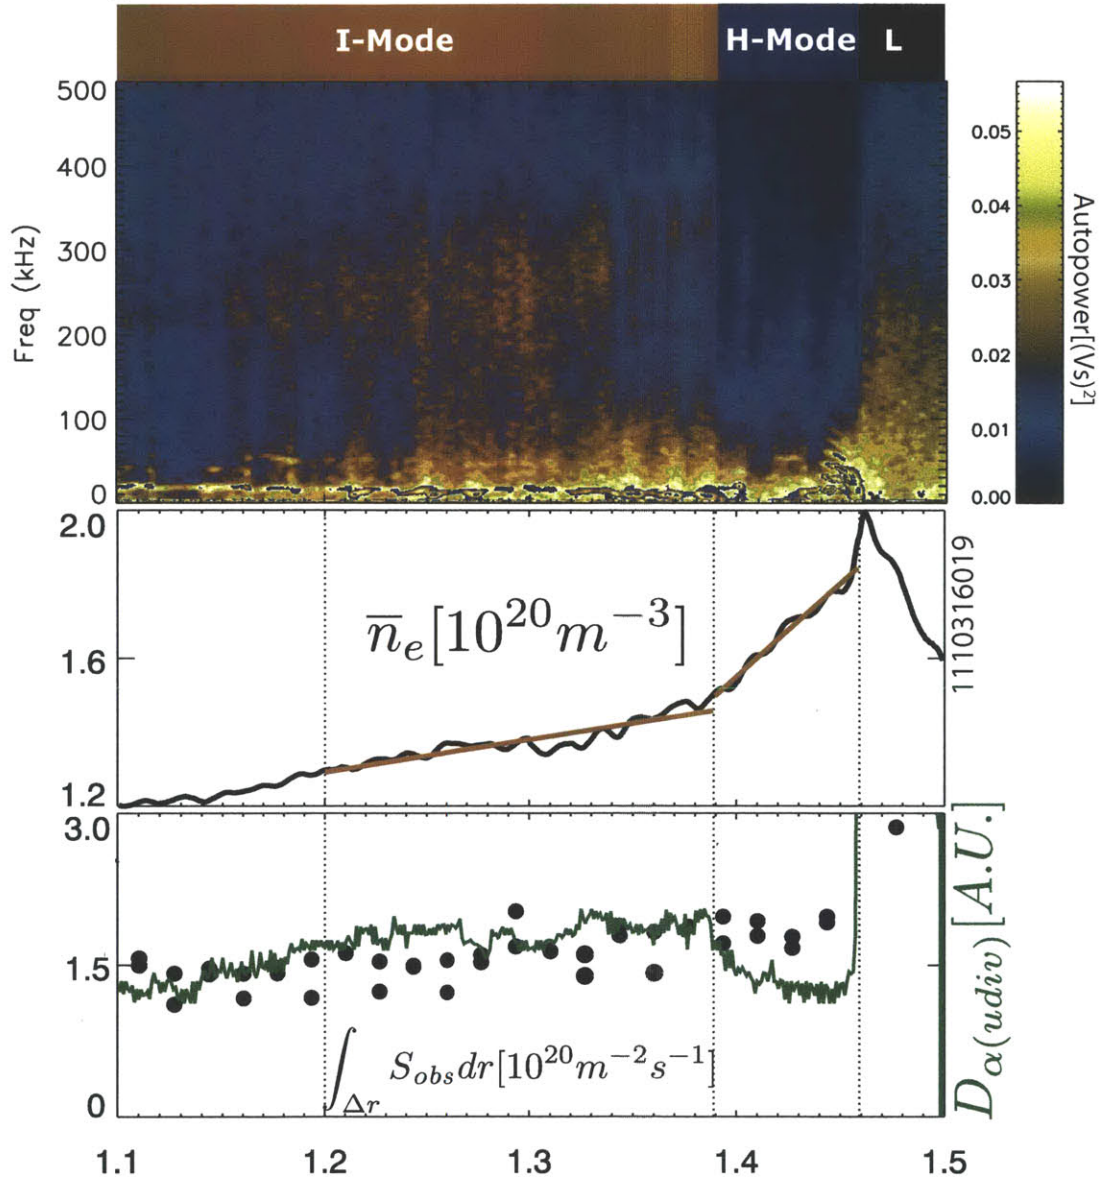 I-Mode H-Mode L
500
400
300
200
100
0
Freq (kHz)
0.05
0.04
0.03
0.02
0.01
0.00
Autopower[(Vs)²]
2.0
1.6
1.2
n̅ₑ[10²⁰m⁻³]
1110316019
3.0
1.5
0
∫Δr S_obs dr[10²⁰m⁻²s⁻¹]
Dα(udiv) [A.U.]
1.1 1.2 1.3 1.4 1.5